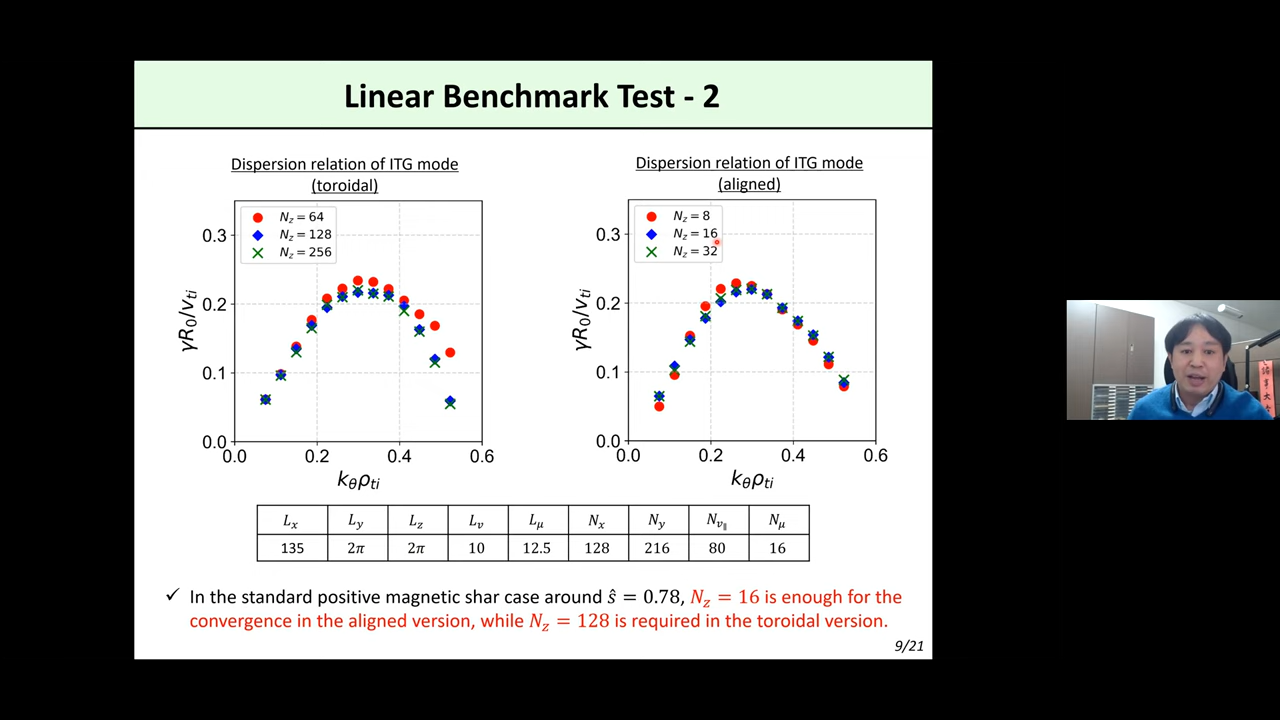 Linear Benchmark Test - 2
Dispersion relation of ITG mode
(toroidal)
N_z = 64
N_z = 128
N_z = 256
0.3
0.2
0.1
0.0
γR_0/v_ti
0.0 0.2 0.4 0.6
k_θρ_ti
Dispersion relation of ITG mode
(aligned)
N_z = 8
N_z = 16
N_z = 32
0.3
0.2
0.1
0.0
γR_0/v_ti
0.0 0.2 0.4 0.6
k_θρ_ti
L_x L_y L_z L_v L_μ N_x N_y N_v∥ N_μ
135 2π 2π 10 12.5 128 216 80 16
✓ In the standard positive magnetic shar case around ŝ = 0.78, N_z = 16 is enough for the
convergence in the aligned version, while N_z = 128 is required in the toroidal version.
9/21